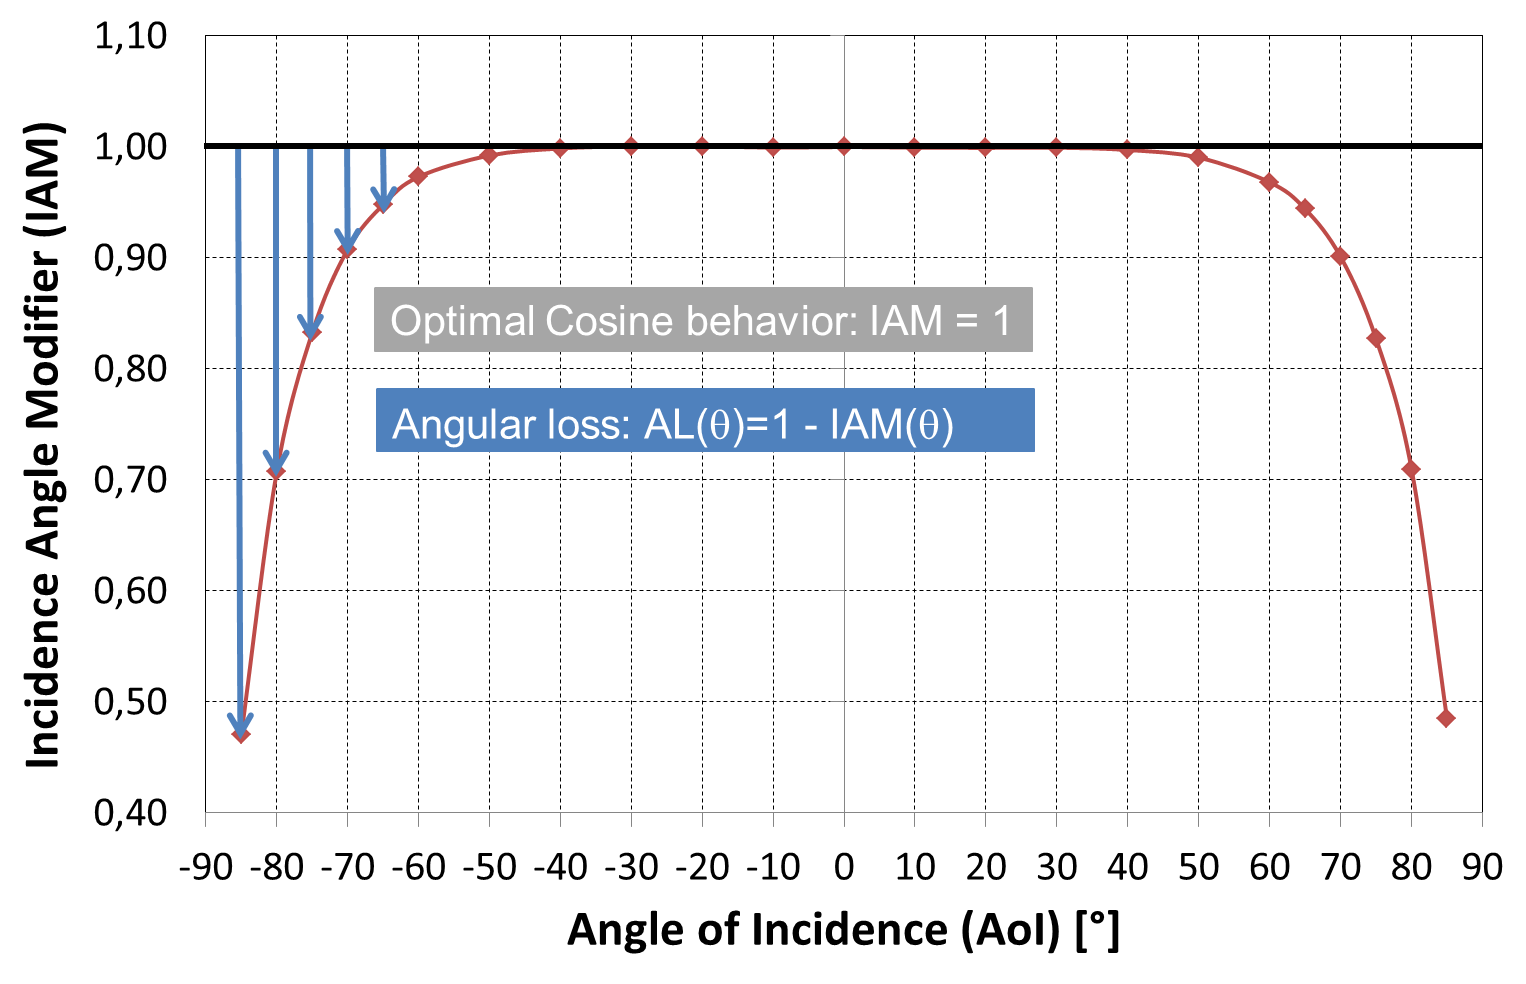 Incidence Angle Modifier (IAM)
1,10
1,00
0,90
0,80
0,70
0,60
0,50
0,40
Optimal Cosine behavior: IAM = 1
Angular loss: AL(θ)=1 - IAM(θ)
-90 -80 -70 -60 -50 -40 -30 -20 -10 0 10 20 30 40 50 60 70 80 90
Angle of Incidence (AoI) [°]